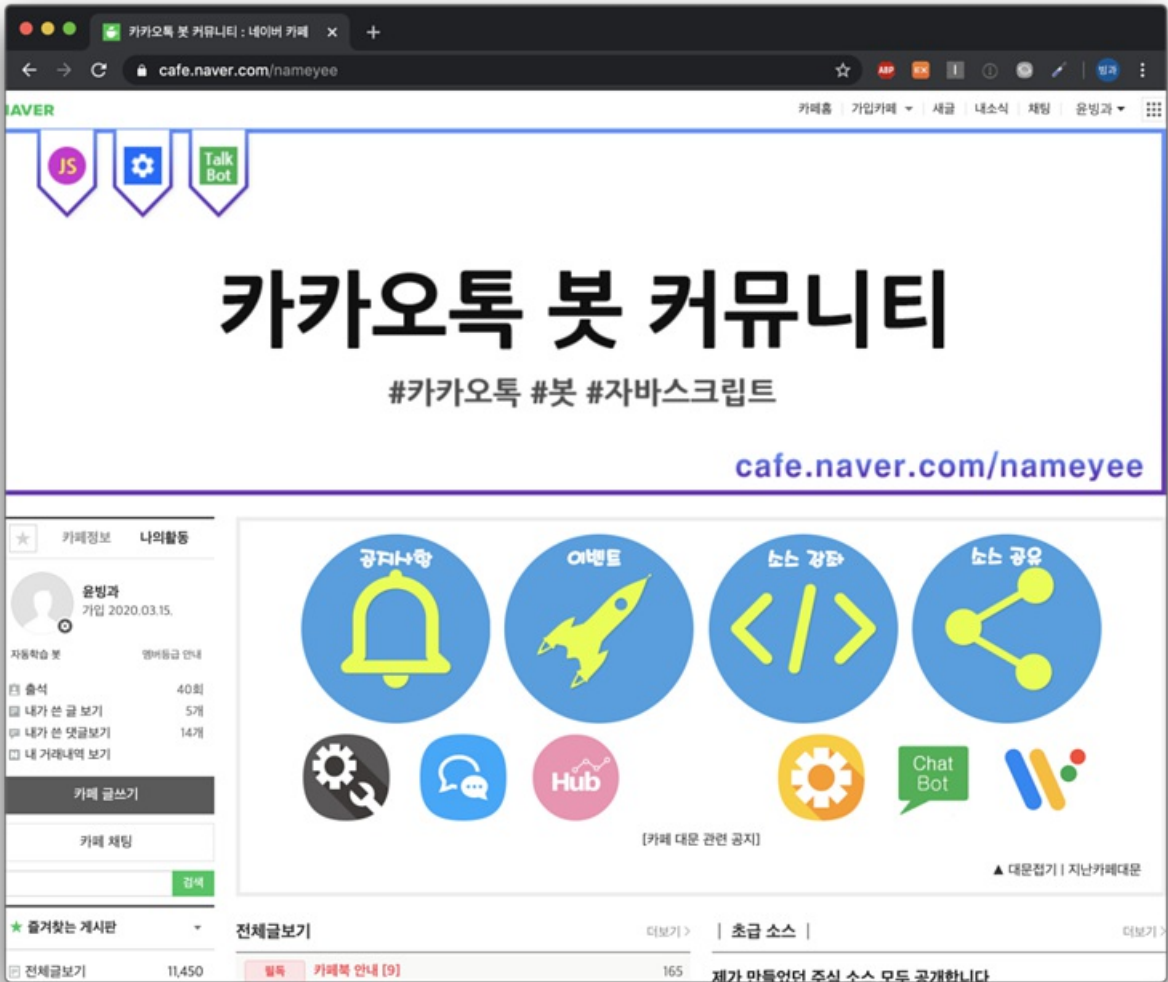 카카오톡 봇 커뮤니티 : 네이버 카페
cafe.naver.com/nameyee
ABP
빙과
NAVER
카페홈 가입카페 새글 내소식 채팅 윤빙과
JS
Talk
Bot
카카오톡 봇 커뮤니티
#카카오톡 #봇 #자바스크립트
cafe.naver.com/nameyee
카페정보 나의활동
윤빙과
가입 2020.03.15.
자동학습 봇 멤버등급 안내
출석 40회
내가 쓴 글 보기 5개
내가 쓴 댓글보기 14개
내 거래내역 보기
카페 글쓰기
카페 채팅
검색
즐겨찾는 게시판
전체글보기 11,450
공지사항 이벤트 소스 강좌 소스 공유
Hub
Chat
Bot
[카페 대문 관련 공지]
▲ 대문접기 | 지난카페대문
전체글보기 더보기 >
필독 카페북 안내 [9] 165
| 초급 소스 | 더보기 >
제가 만들었던 주식 소스 모두 공개합니다